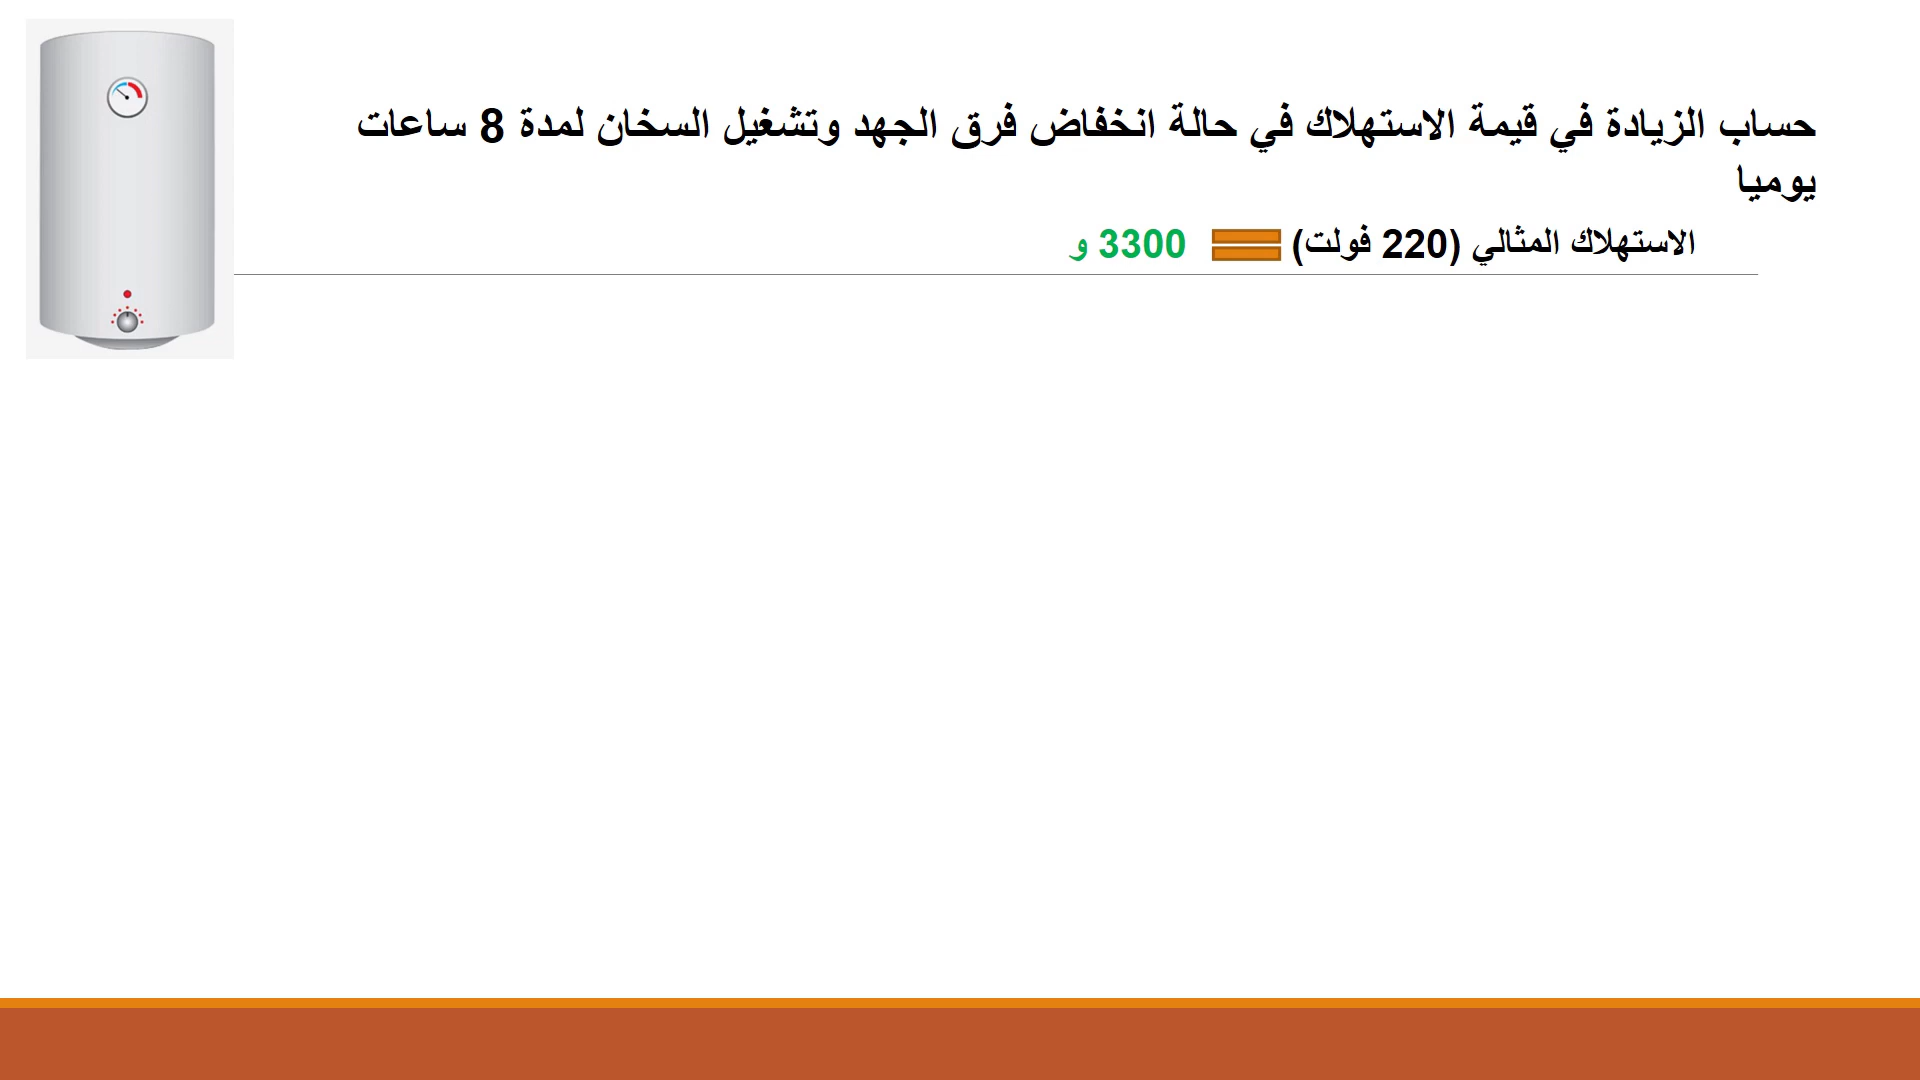 حساب الزيادة في قيمة الاستهلاك في حالة انخفاض فرق الجهد وتشغيل السخان لمدة 8 ساعات
يوميا
الاستهلاك المثالي (220 فولت) = 3300 و